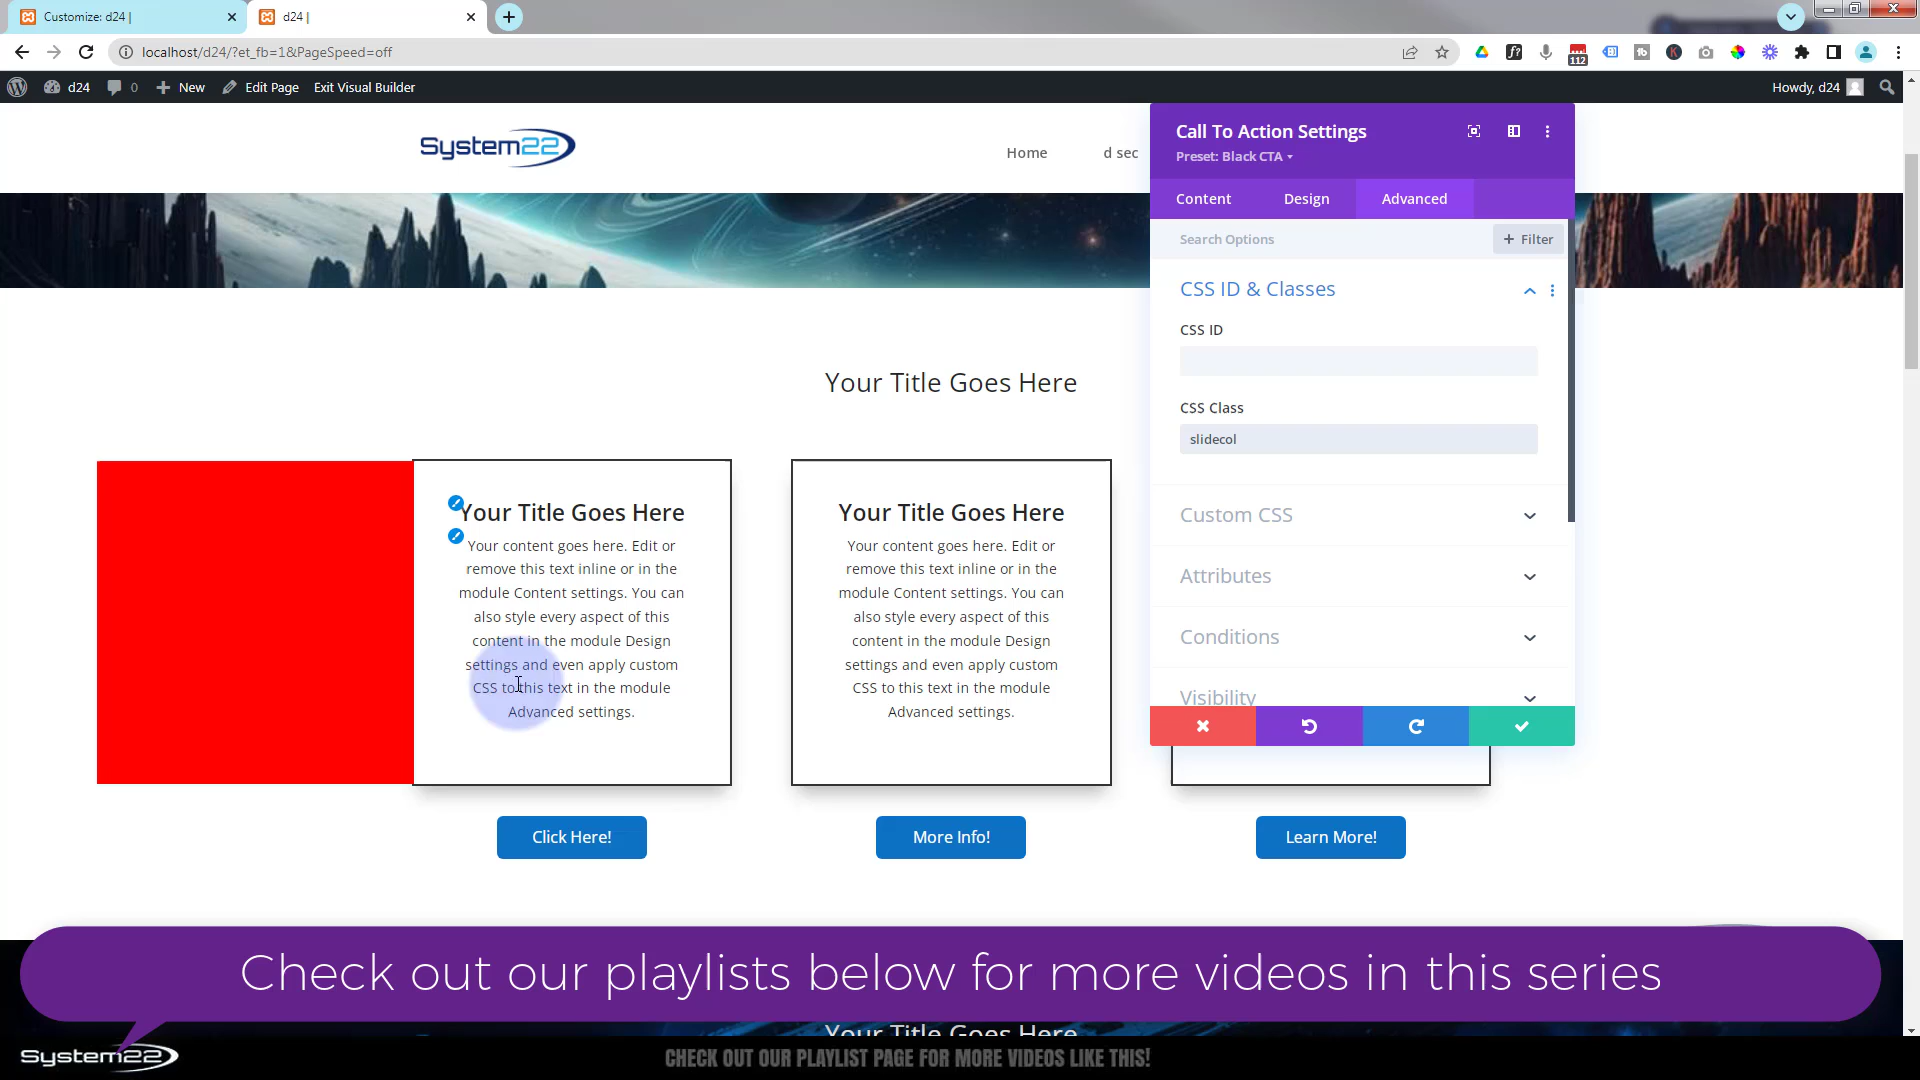 Customize: d24 |
d24 |
localhost/d24/?et_fb=1&PageSpeed=off
f?
112
fb
K
d24
0
New
Edit Page
Exit Visual Builder
Howdy, d24
System22
Home
d sec
Call To Action Settings
Preset: Black CTA
Content
Design
Advanced
Search Options
+ Filter
CSS ID & Classes
CSS ID
CSS Class
slidecol
Custom CSS
Attributes
Conditions
Visibility
Your Title Goes Here
Your Title Goes Here
Your content goes here. Edit or
remove this text inline or in the
module Content settings. You can
also style every aspect of this
content in the module Design
settings and even apply custom
CSS to this text in the module
Advanced settings.
Your Title Goes Here
Your content goes here. Edit or
remove this text inline or in the
module Content settings. You can
also style every aspect of this
content in the module Design
settings and even apply custom
CSS to this text in the module
Advanced settings.
Click Here!
More Info!
Learn More!
Check out our playlists below for more videos in this series
Your Title Goes Here
System22
CHECK OUT OUR PLAYLIST PAGE FOR MORE VIDEOS LIKE THIS!